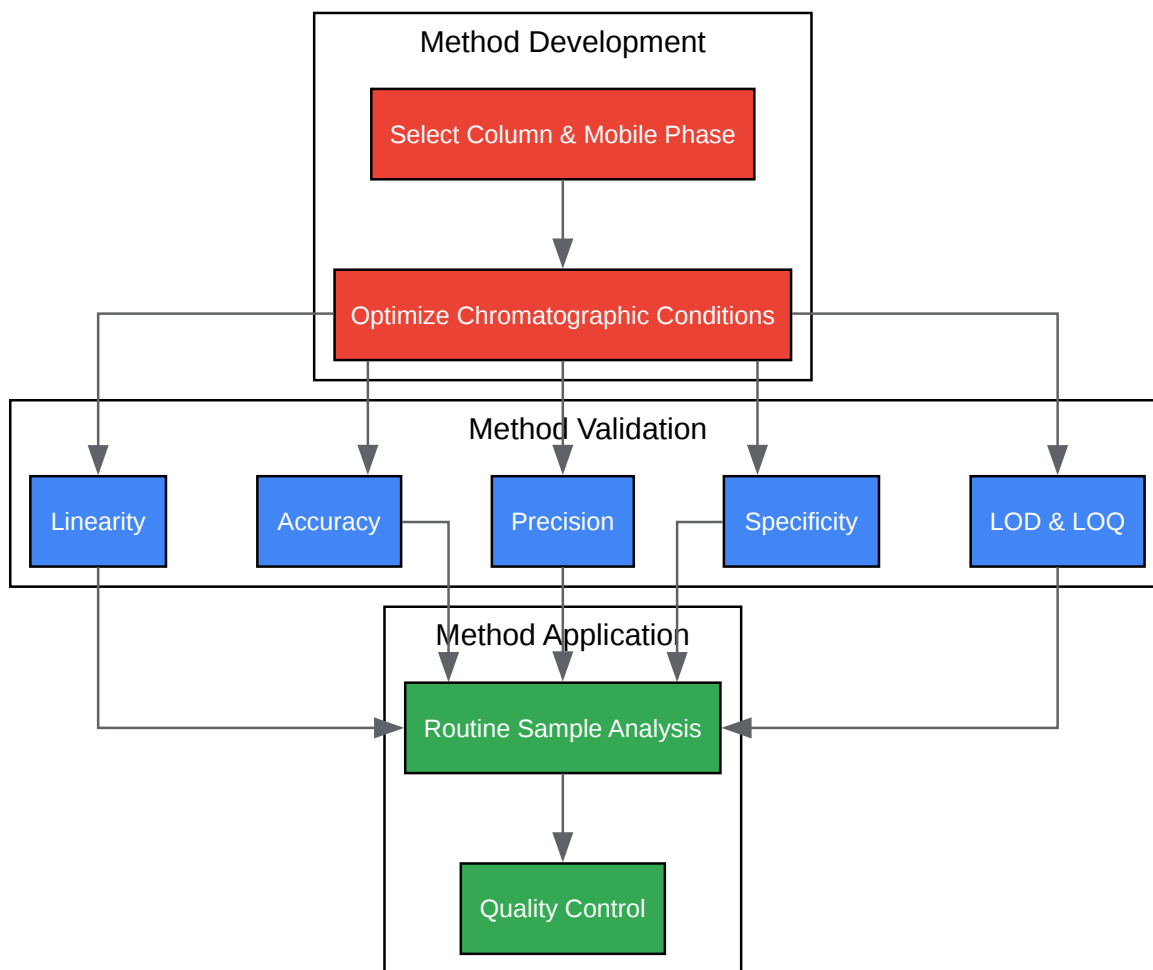 Method Development
Select Column & Mobile Phase
Optimize Chromatographic Conditions
Method Validation
Linearity
Accuracy
Precision
Specificity
LOD & LOQ
Method Application
Routine Sample Analysis
Quality Control